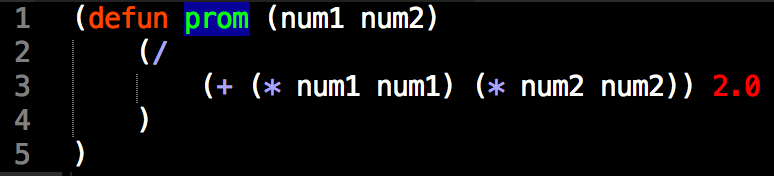 1 (defun prom (num1 num2)
2 (/
3 (+ (* num1 num1) (* num2 num2)) 2.0
4 )
5 )